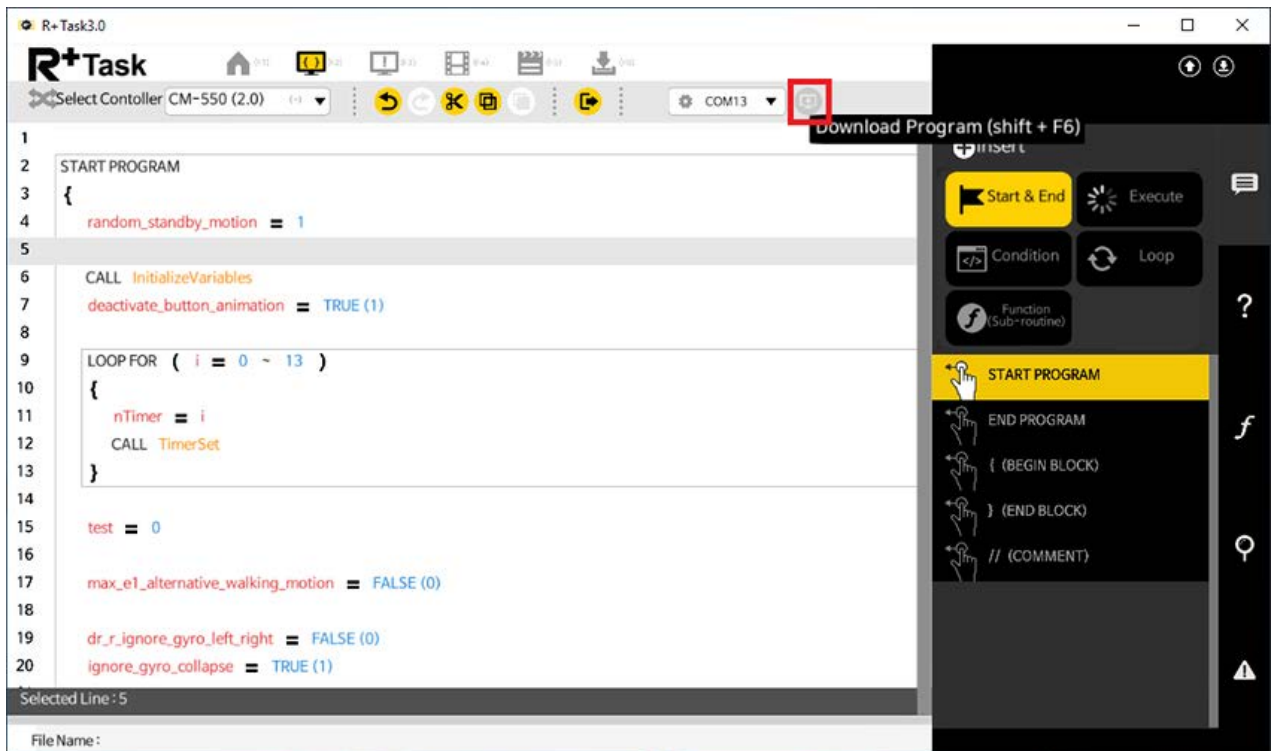 R+Task3.0
R+Task
Select Contoller CM-550 (2.0)
COM13
Download Program (shift + F6)
1
2 START PROGRAM
3 {
4 random_standby_motion = 1
5
6 CALL InitializeVariables
7 deactivate_button_animation = TRUE (1)
8
9 LOOP FOR ( i = 0 ~ 13 )
10 {
11 nTimer = i
12 CALL TimerSet
13 }
14
15 test = 0
16
17 max_e1_alternative_walking_motion = FALSE (0)
18
19 dr_r_ignore_gyro_left_right = FALSE (0)
20 ignore_gyro_collapse = TRUE (1)
Selected Line : 5
File Name :
Insert
Start & End
Execute
Condition
Loop
Function
(Sub-routine)
START PROGRAM
END PROGRAM
{ (BEGIN BLOCK)
} (END BLOCK)
// (COMMENT)